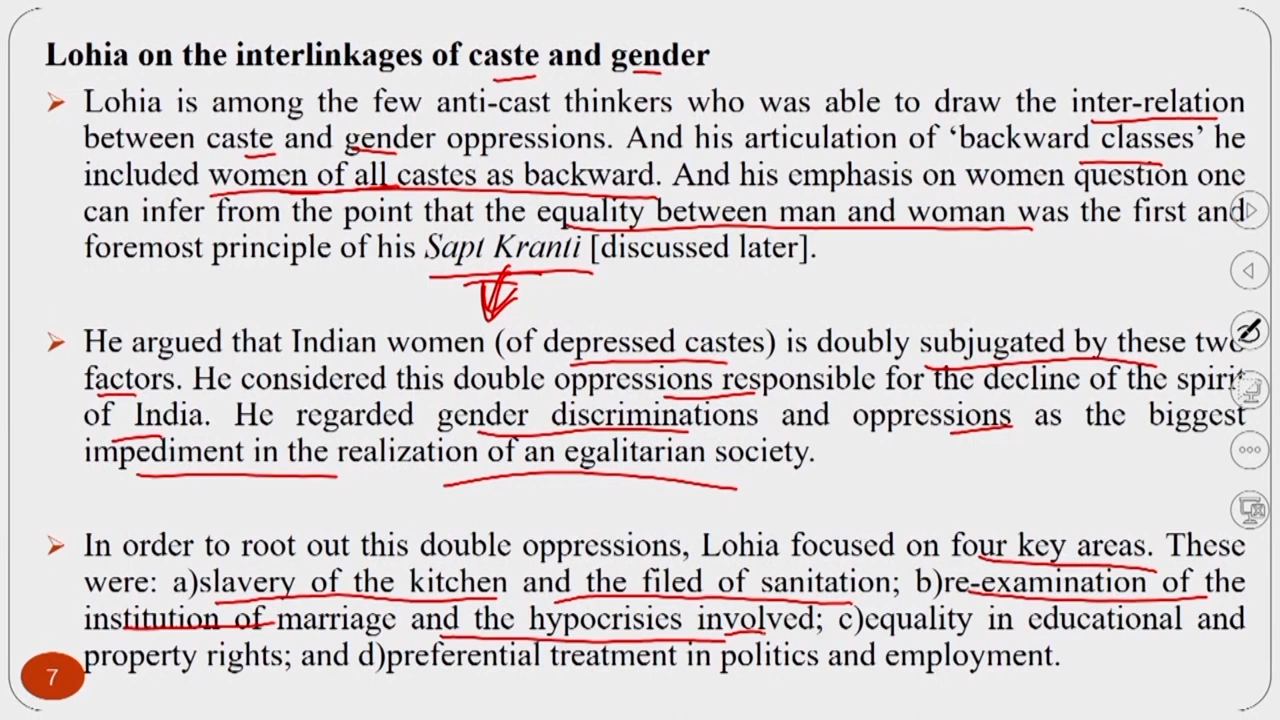 Lohia on the interlinkages of caste and gender
Lohia is among the few anti-cast thinkers who was able to draw the inter-relation
between caste and gender oppressions. And his articulation of ‘backward classes’ he
included women of all castes as backward. And his emphasis on women question one
can infer from the point that the equality between man and woman was the first and
foremost principle of his Sapt Kranti [discussed later].
He argued that Indian women (of depressed castes) is doubly subjugated by these two
factors. He considered this double oppressions responsible for the decline of the spirit
of India. He regard gender discriminations and oppressions as the biggest
impediment in the realization of an egalitarian society.
In order to root out this double oppressions, Lohia focused on four key areas. These
were: a)slavery of the kitchen and the filed of sanitation; b)re-examination of the
institution of marriage and the hypocrisies involved; c)equality in educational and
property rights; and d)preferential treatment in politics and employment.
7